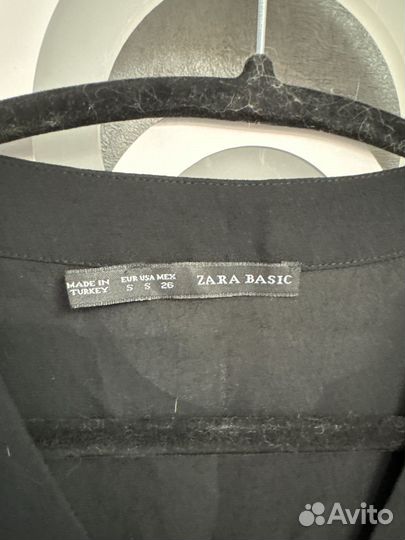 MADE IN
TURKEY
EUR USA MEX
S S 26
ZARA BASIC
Avito